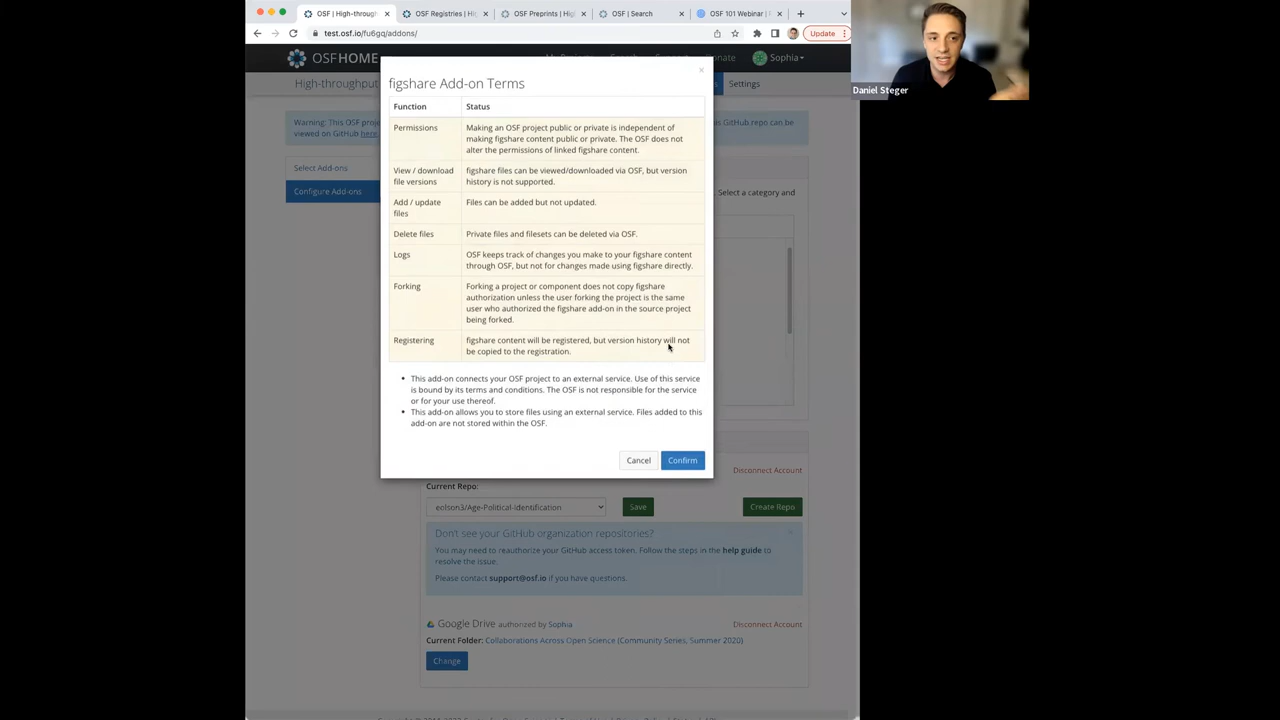 OSF | High-through
OSF Registries | Hig
OSF Preprints | Hig
OSF | Search
OSF 101 Webinar |
test.osf.io/fu6gq/addons/
Update
OSFHOME
Sophia
Daniel Steger
High-throughput
Settings
figshare Add-on Terms
Function Status
Permissions
Making an OSF project public or private is independent of
making figshare content public or private. The OSF does not
alter the permissions of linked figshare content.
View / download
file versions
figshare files can be viewed/downloaded via OSF, but version
history is not supported.
Add / update
files
Files can be added but not updated.
Delete files
Private files and filesets can be deleted via OSF.
Logs
OSF keeps track of changes you make to your figshare content
through OSF, but not for changes made using figshare directly.
Forking
Forking a project or component does not copy figshare
authorization unless the user forking the project is the same
user who authorized the figshare add-on in the source project
being forked.
Registering
figshare content will be registered, but version history will not
be copied to the registration.
This add-on connects your OSF project to an external service. Use of this service
is bound by its terms and conditions. The OSF is not responsible for the service
or for your use thereof.
This add-on allows you to store files using an external service. Files added to this
add-on are not stored within the OSF.
Cancel
Confirm
Warning: This OSF
viewed on GitHub here.
is GitHub repo can be
Select Add-ons
Configure Add-ons
. Select a category and
Disconnect Account
Current Repo:
eolson3/Age-Political-Identification
Save
Create Repo
Don't see your GitHub organization repositories?
You may need to reauthorize your GitHub access token. Follow the steps in the help guide to
resolve the issue.
Please contact support@osf.io if you have questions.
Google Drive authorized by Sophia
Disconnect Account
Current Folder: Collaborations Across Open Science (Community Series, Summer 2020)
Change